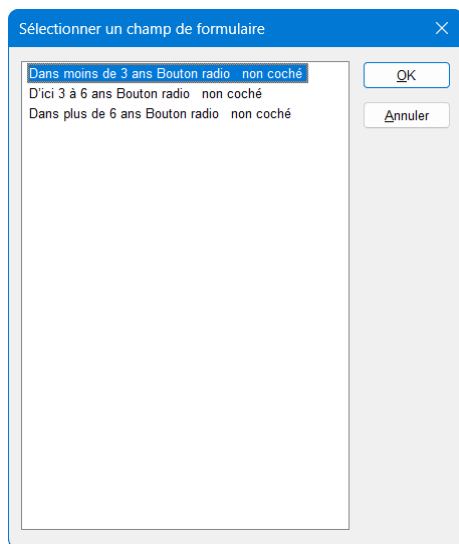 Sélectionner un champ de formulaire
Dans moins de 3 ans Bouton radio non coché
D'ici 3 à 6 ans Bouton radio non coché
Dans plus de 6 ans Bouton radio non coché
OK
Annuler